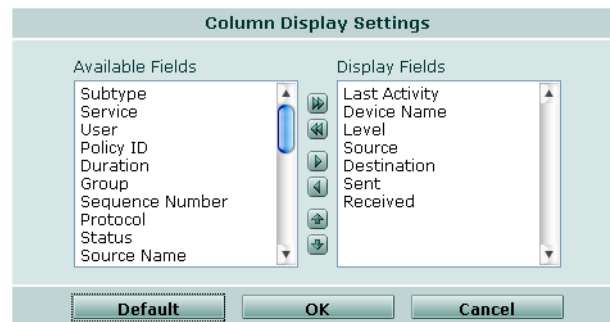 Column Display Settings
Available Fields
Subtype
Service
User
Policy ID
Duration
Group
Sequence Number
Protocol
Status
Source Name
Display Fields
Last Activity
Device Name
Level
Source
Destination
Sent
Received
Default
OK
Cancel